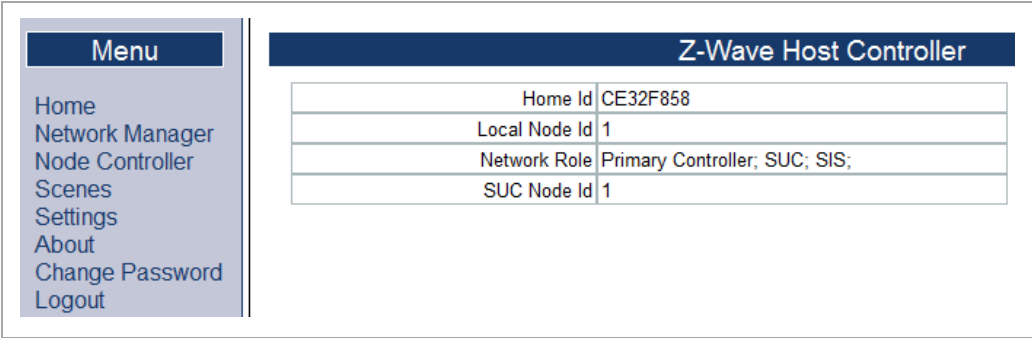 Menu
Home
Network Manager
Node Controller
Scenes
Settings
About
Change Password
Logout
Z-Wave Host Controller
Home Id CE32F858
Local Node Id 1
Network Role Primary Controller; SUC; SIS;
SUC Node Id 1